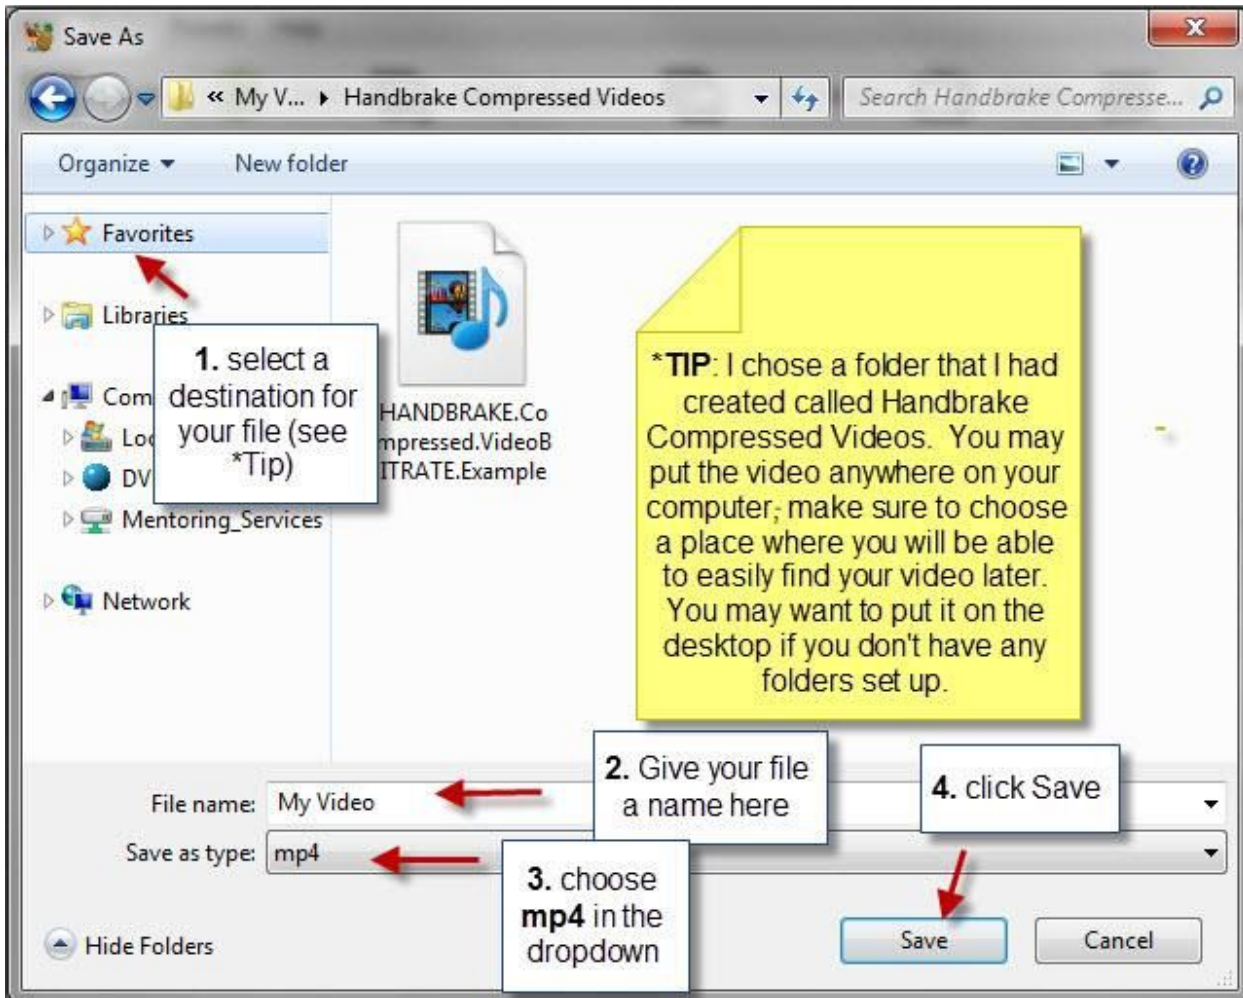 Save As
« My V... Handbrake Compressed Videos
Search Handbrake Compresse...
Organize
New folder
Favorites
Libraries
Com
Loc
DV
Mentoring_Services
Network
1. select a
destination for
your file (see
*Tip)
HANDBRAKE.Co
mpressed.VideoB
ITRATE.Example
*TIP: I chose a folder that I had
created called Handbrake
Compressed Videos. You may
put the video anywhere on your
computer, make sure to choose
a place where you will be able
to easily find your video later.
You may want to put it on the
desktop if you don't have any
folders set up.
2. Give your file
a name here
4. click Save
File name: My Video
Save as type: mp4
3. choose
mp4 in the
dropdown
Hide Folders
Save
Cancel